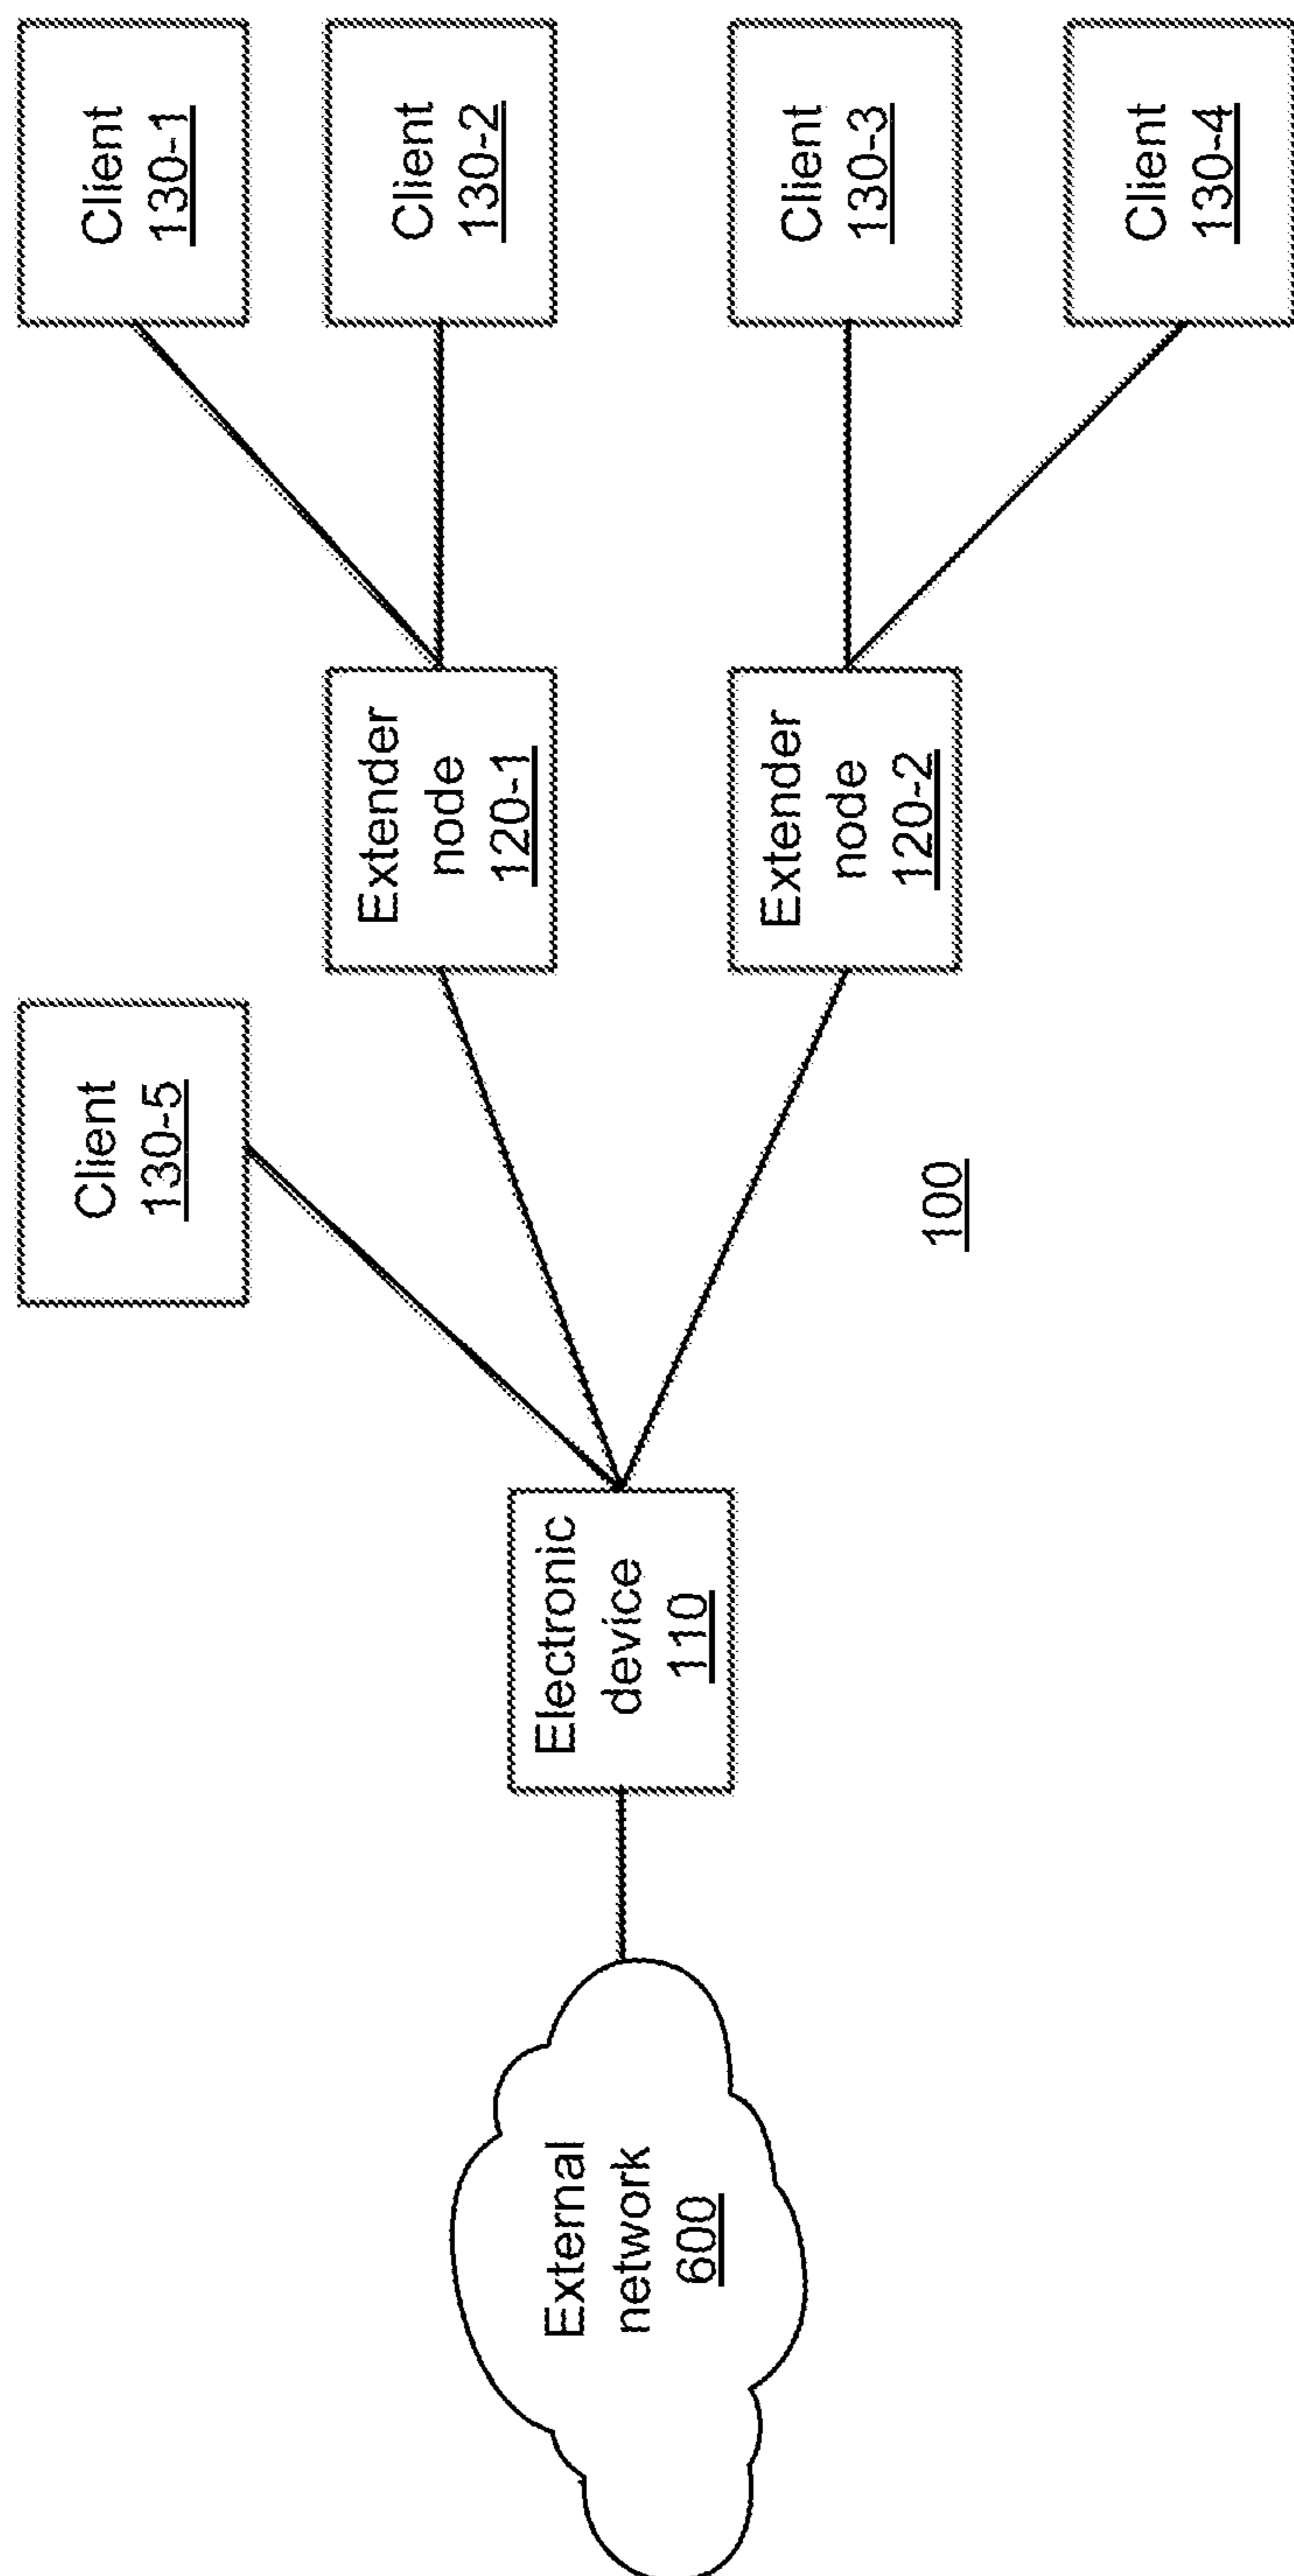 Client
130-1
Client
130-2
Client
130-5
Extender
node
120-1
Client
130-3
Extender
node
120-2
Client
130-4
Electronic
device
110
External
network
600
100